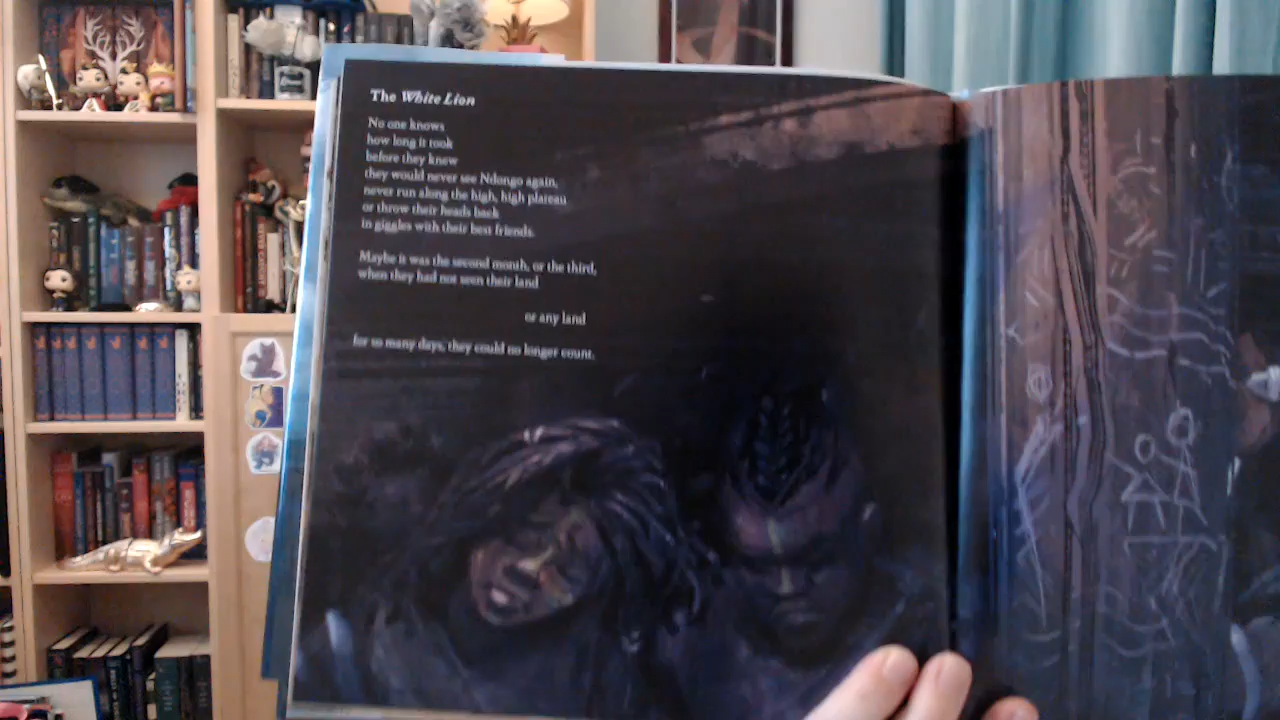 The White Lion
No one knows
how long it took
before they knew
they would never see Ndongo again,
never run along the high, high plateau
or throw their heads back
in giggles with their best friends.
Maybe it was the second month, or the third,
when they had not seen their land
or any land
for so many days, they could no longer count.